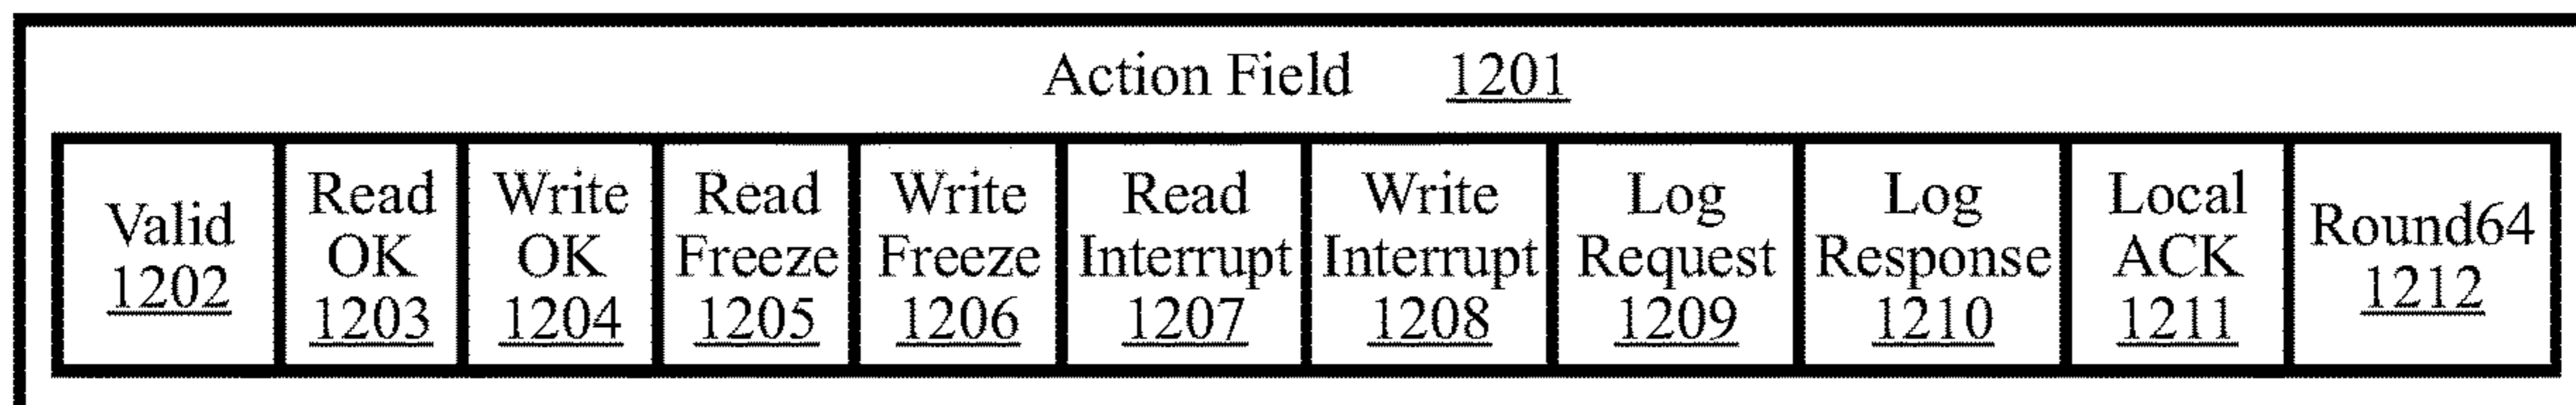 Action Field 1201
Valid
1202
Read
OK
1203
Write
OK
1204
Read
Freeze
1205
Write
Freeze
1206
Read
Interrupt
1207
Write
Interrupt
1208
Log
Request
1209
Log
Response
1210
Local
ACK
1211
Round64
1212